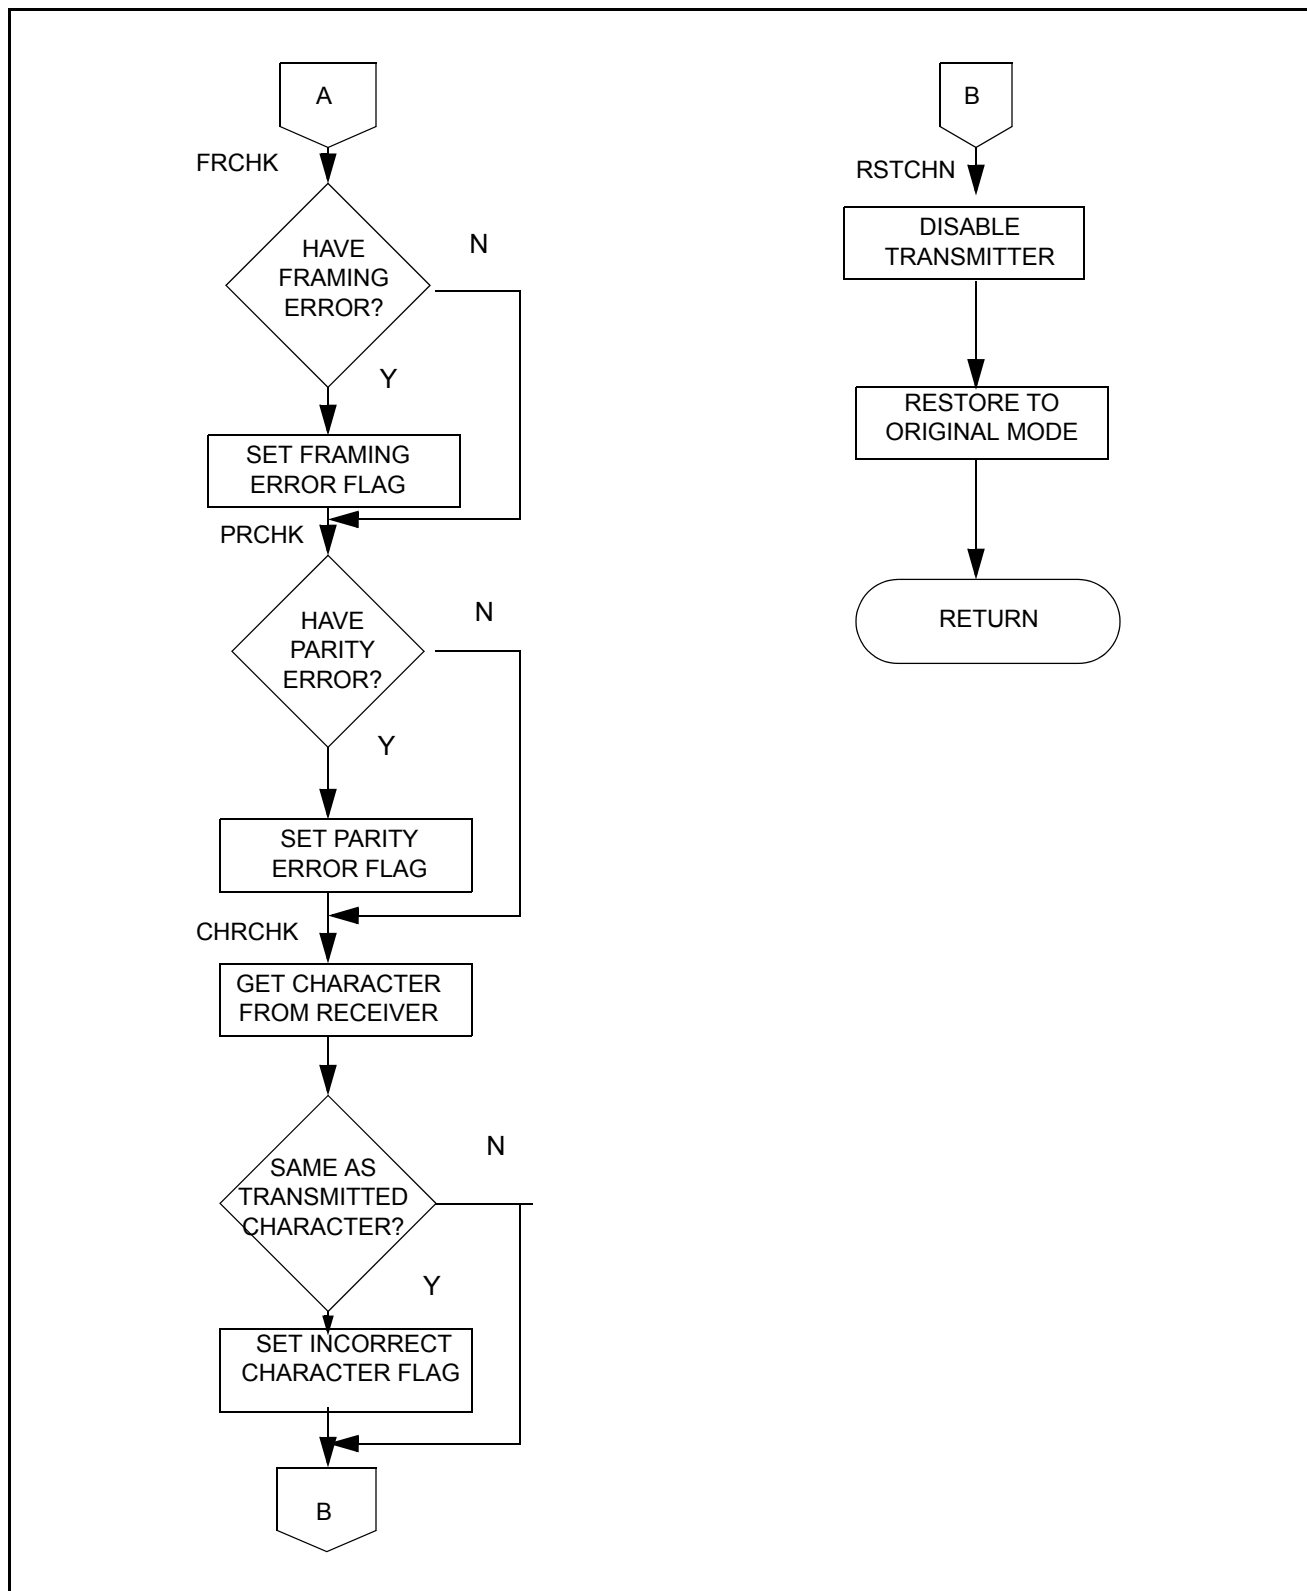 A
FRCHK
HAVE
FRAMING
ERROR?
N
Y
SET FRAMING
ERROR FLAG
PRCHK
HAVE
PARITY
ERROR?
N
Y
SET PARITY
ERROR FLAG
CHRCHK
GET CHARACTER
FROM RECEIVER
SAME AS
TRANSMITTED
CHARACTER?
N
Y
SET INCORRECT
CHARACTER FLAG
B
B
RSTCHN
DISABLE
TRANSMITTER
RESTORE TO
ORIGINAL MODE
RETURN